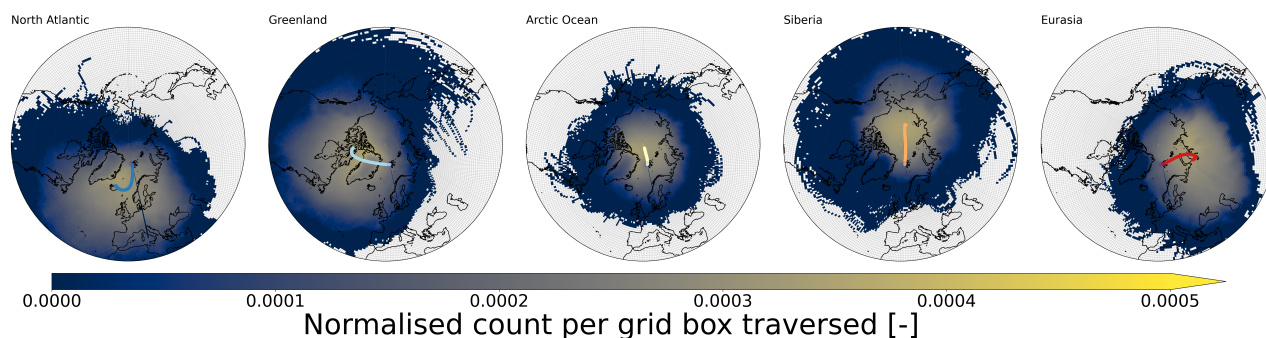 North Atlantic
Greenland
Arctic Ocean
Siberia
Eurasia
0.0000
0.0001
0.0002
0.0003
0.0004
0.0005
Normalised count per grid box traversed [-]